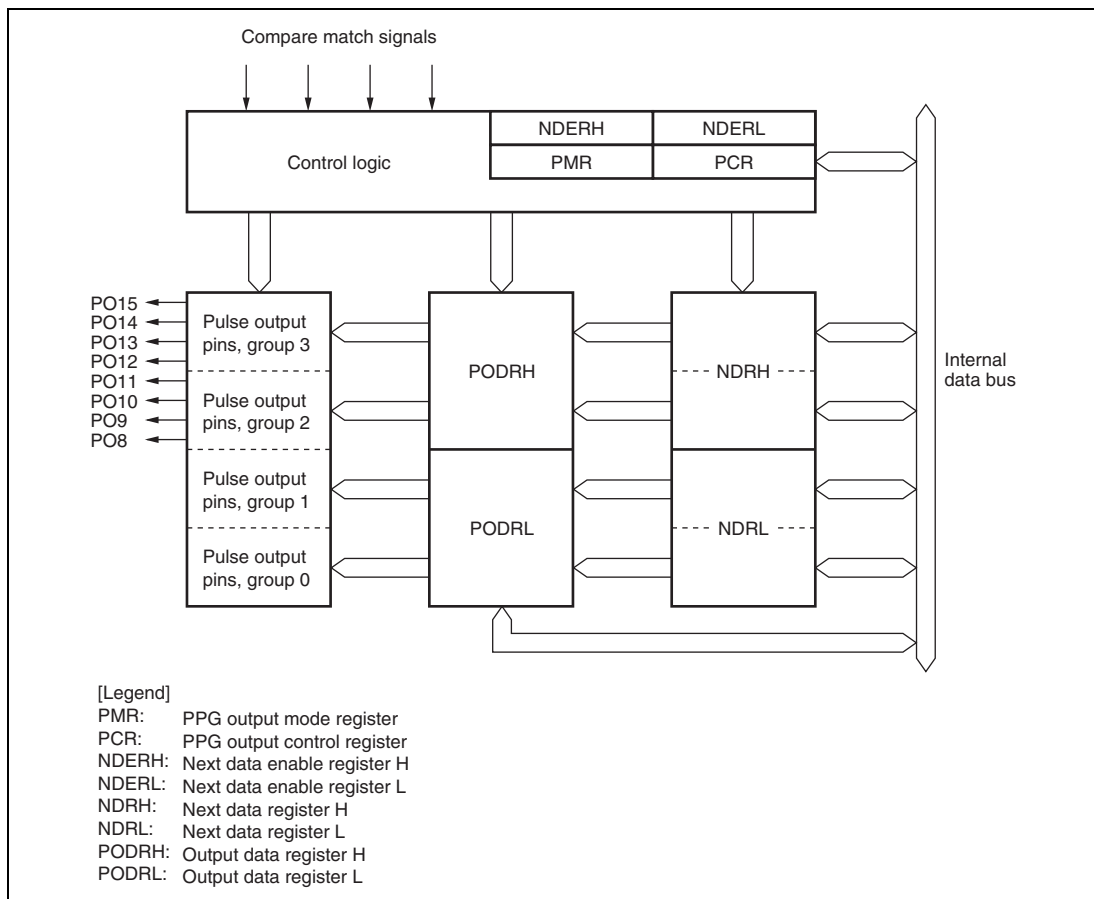 Compare match signals
NDERH
NDERL
Control logic
PMR
PCR
PO15
PO14
PO13
PO12
PO11
PO10
PO9
PO8
Pulse output
pins, group 3
Pulse output
pins, group 2
Pulse output
pins, group 1
Pulse output
pins, group 0
PODRH
PODRL
NDRH
NDRL
Internal
data bus
[Legend]
PMR: PPG output mode register
PCR: PPG output control register
NDERH: Next data enable register H
NDERL: Next data enable register L
NDRH: Next data register H
NDRL: Next data register L
PODRH: Output data register H
PODRL: Output data register L